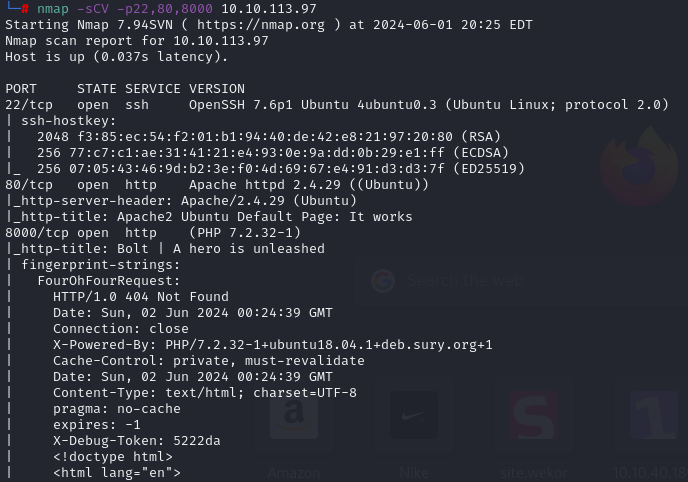 └─# nmap -sCV -p22,80,8000 10.10.113.97
Starting Nmap 7.94SVN ( https://nmap.org ) at 2024-06-01 20:25 EDT
Nmap scan report for 10.10.113.97
Host is up (0.037s latency).
PORT     STATE SERVICE VERSION
22/tcp   open  ssh     OpenSSH 7.6p1 Ubuntu 4ubuntu0.3 (Ubuntu Linux; protocol 2.0)
| ssh-hostkey:
|   2048 f3:85:ec:54:f2:01:b1:94:40:de:42:e8:21:97:20:80 (RSA)
|   256 77:c7:c1:ae:31:41:21:e4:93:0e:9a:dd:0b:29:e1:ff (ECDSA)
|_  256 07:05:43:46:9d:b2:3e:f0:4d:69:67:e4:91:d3:d3:7f (ED25519)
80/tcp   open  http    Apache httpd 2.4.29 ((Ubuntu))
|_http-server-header: Apache/2.4.29 (Ubuntu)
|_http-title: Apache2 Ubuntu Default Page: It works
8000/tcp open  http    (PHP 7.2.32-1)
|_http-title: Bolt | A hero is unleashed
| fingerprint-strings:
|   FourOhFourRequest:
|     HTTP/1.0 404 Not Found
|     Date: Sun, 02 Jun 2024 00:24:39 GMT
|     Connection: close
|     X-Powered-By: PHP/7.2.32-1+ubuntu18.04.1+deb.sury.org+1
|     Cache-Control: private, must-revalidate
|     Date: Sun, 02 Jun 2024 00:24:39 GMT
|     Content-Type: text/html; charset=UTF-8
|     pragma: no-cache
|     expires: -1
|     X-Debug-Token: 5222da
|     <!doctype html>
|     <html lang="en">
Search the web
Amazon
Nike
site.wekor